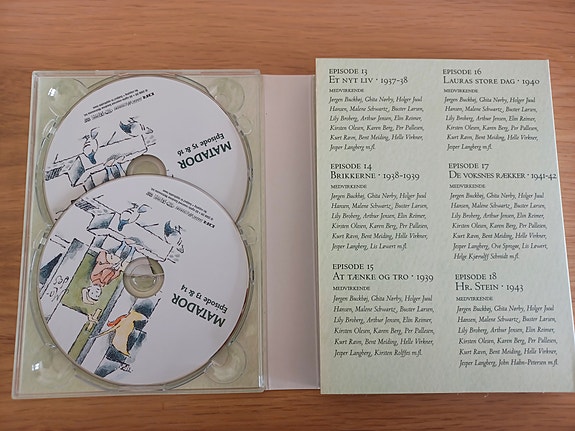 MATADOR
Episode 15 & 16
MATADOR
Episode 13 & 14
EPISODE 13
ET NYT LIV · 1937-38
MEDVIRKENDE
Jørgen Buckhøj, Ghita Nørby, Holger Juul
Hansen, Malene Schwartz, Buster Larsen,
Lily Broberg, Arthur Jensen, Elin Reimer,
Kirsten Olesen, Karen Berg, Per Pallesen,
Kurt Ravn, Bent Mejding, Helle Virkner,
Jesper Langberg m.fl.
EPISODE 14
BRIKKERNE · 1938-1939
MEDVIRKENDE
Jørgen Buckhøj, Ghita Nørby, Holger Juul
Hansen, Malene Schwartz, Buster Larsen,
Lily Broberg, Arthur Jensen, Elin Reimer,
Kirsten Olesen, Karen Berg, Per Pallesen,
Kurt Ravn, Bent Mejding, Helle Virkner,
Jesper Langberg, Lis Løwert m.fl.
EPISODE 15
AT TÆNKE OG TRO · 1939
MEDVIRKENDE
Jørgen Buckhøj, Ghita Nørby, Holger Juul
Hansen, Malene Schwartz, Buster Larsen,
Lily Broberg, Arthur Jensen, Elin Reimer,
Kirsten Olesen, Karen Berg, Per Pallesen,
Kurt Ravn, Bent Mejding, Helle Virkner,
Jesper Langberg, Kirsten Rolffes m.fl.
EPISODE 16
LAURAS STORE DAG · 1940
MEDVIRKENDE
Jørgen Buckhøj, Ghita Nørby, Holger Juul
Hansen, Malene Schwartz, Buster Larsen,
Lily Broberg, Arthur Jensen, Elin Reimer,
Kirsten Olesen, Karen Berg, Per Pallesen,
Kurt Ravn, Bent Mejding, Helle Virkner,
Jesper Langberg m.fl.
EPISODE 17
DE VOKSNES RÆKKER · 1941-42
MEDVIRKENDE
Jørgen Buckhøj, Ghita Nørby, Holger Juul
Hansen, Malene Schwartz, Buster Larsen,
Lily Broberg, Arthur Jensen, Elin Reimer,
Kirsten Olesen, Karen Berg, Per Pallesen,
Kurt Ravn, Bent Mejding, Helle Virkner,
Jesper Langberg, Ove Sprogøe, Lis Løwert,
Helge Kjærulff Schmidt m.fl.
EPISODE 18
HR. STEIN · 1943
MEDVIRKENDE
Jørgen Buckhøj, Ghita Nørby, Holger Juul
Hansen, Malene Schwartz, Buster Larsen,
Lily Broberg, Arthur Jensen, Elin Reimer,
Kirsten Olesen, Karen Berg, Per Pallesen,
Kurt Ravn, Bent Mejding, Helle Virkner,
Jesper Langberg, John Hahn-Petersen m.fl.